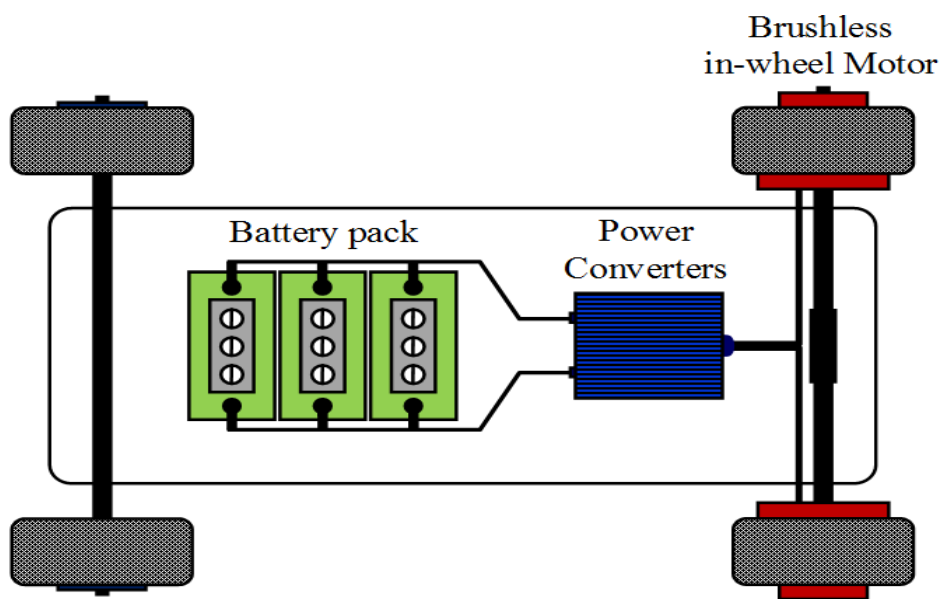 Brushless
in-wheel Motor
Battery pack
Power
Converters